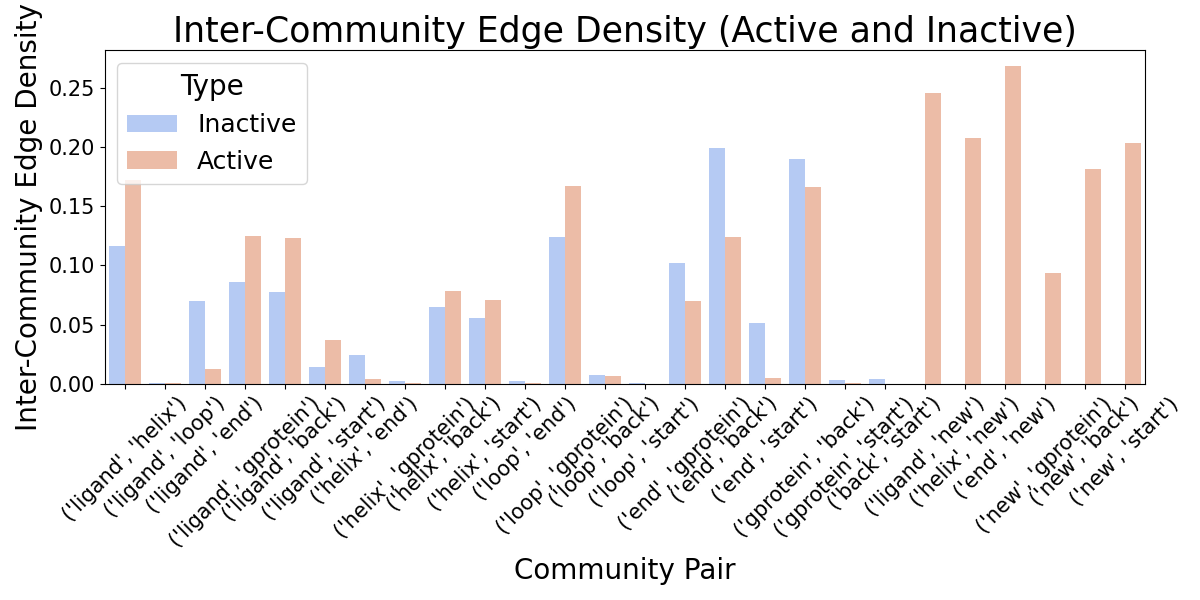 Inter-Community Edge Density (Active and Inactive)
Inter-Community Edge Density
0.25
0.20
0.15
0.10
0.05
0.00
Type
Inactive
Active
('ligand', 'helix')
('ligand', 'loop')
('ligand', 'end')
('ligand', 'gprotein')
('ligand', 'back')
('ligand', 'start')
('helix', 'end')
('helix', 'gprotein')
('helix', 'back')
('helix', 'start')
('loop', 'end')
('loop', 'gprotein')
('loop', 'back')
('loop', 'start')
('end', 'gprotein')
('end', 'back')
('end', 'start')
('gprotein', 'back')
('gprotein', 'start')
('back', 'start')
('ligand', 'new')
('helix', 'new')
('end', 'new')
('new', 'gprotein')
('new', 'back')
('new', 'start')
Community Pair